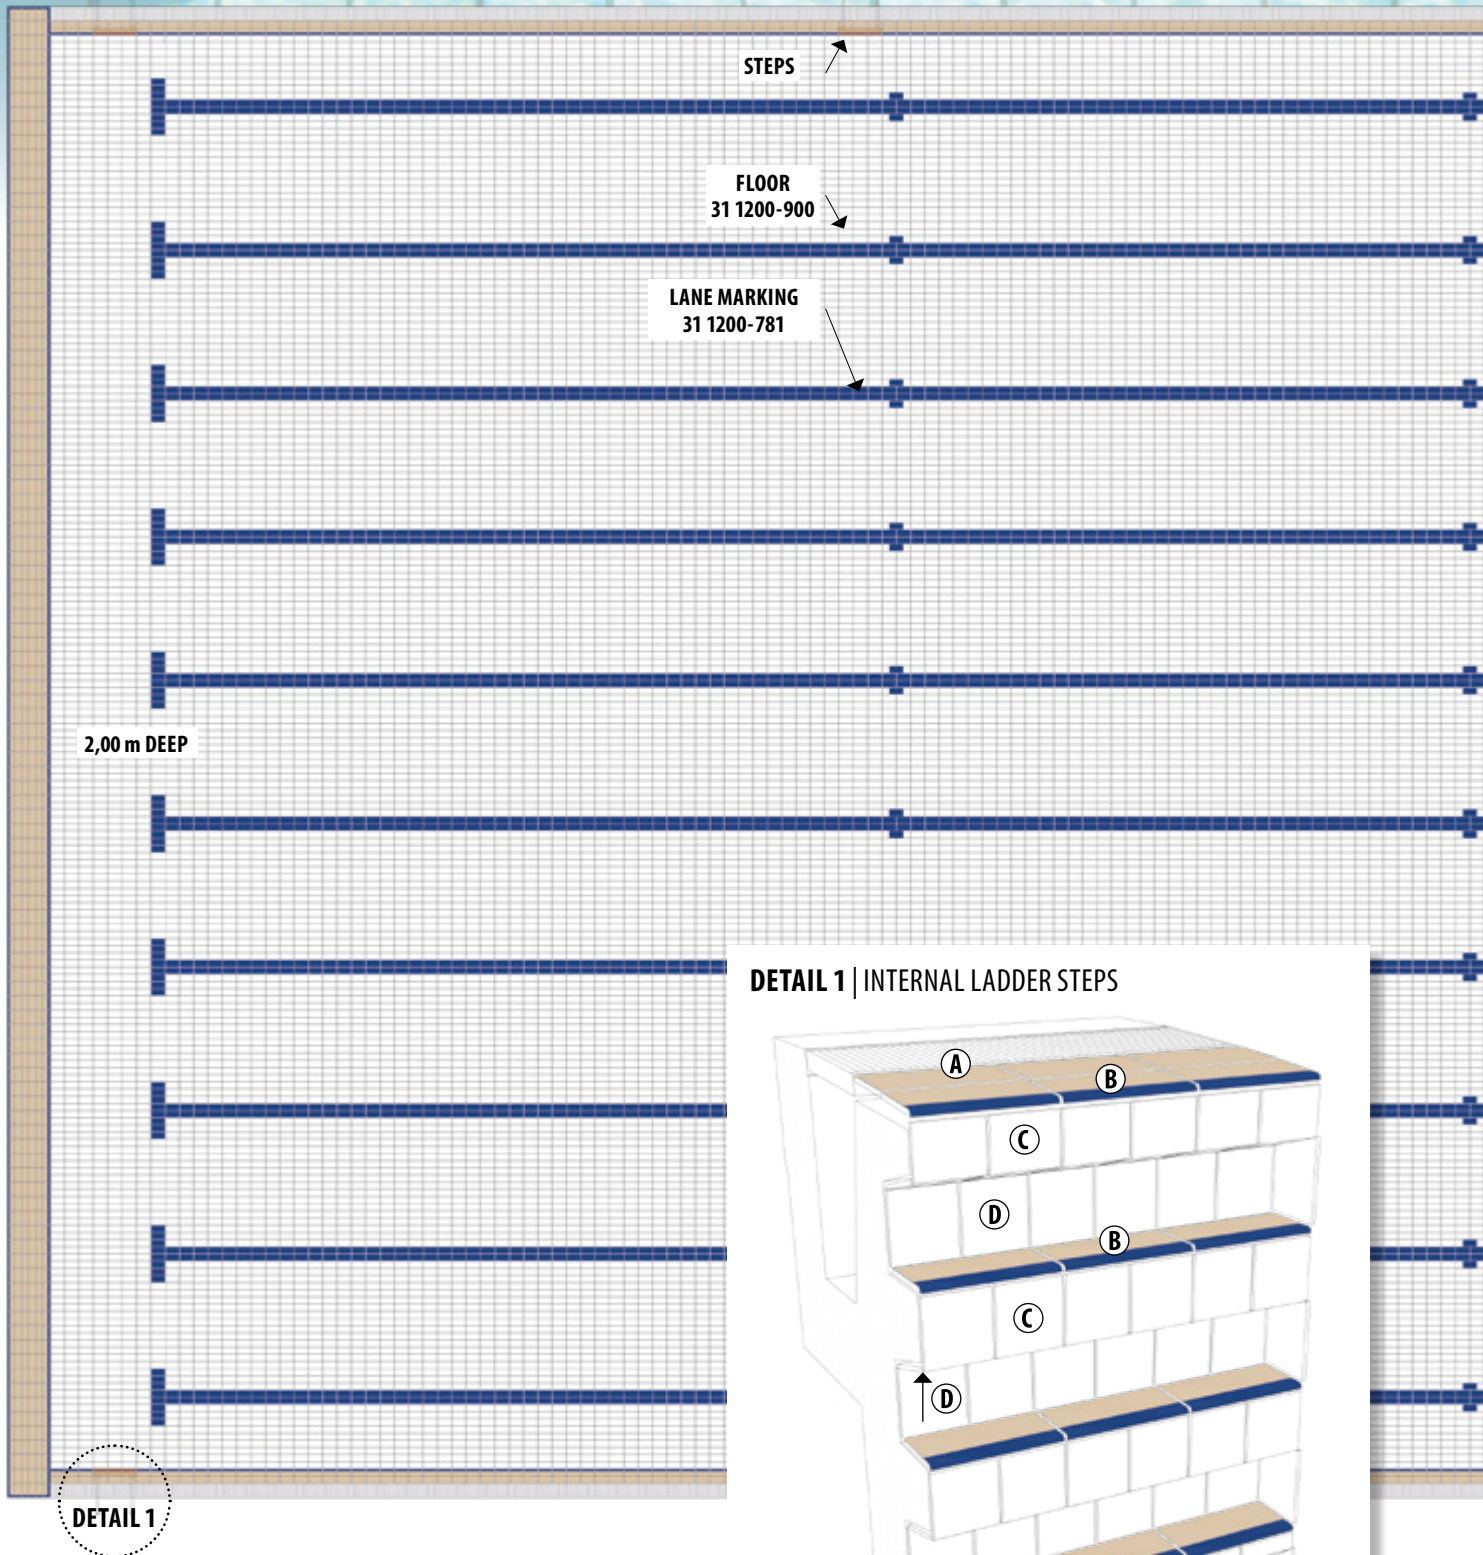 STEPS
FLOOR
31 1200-900
LANE MARKING
31 1200-781
2,00 m DEEP
DETAIL 1 | INTERNAL LADDER STEPS
A
B
C
D
B
C
D
DETAIL 1